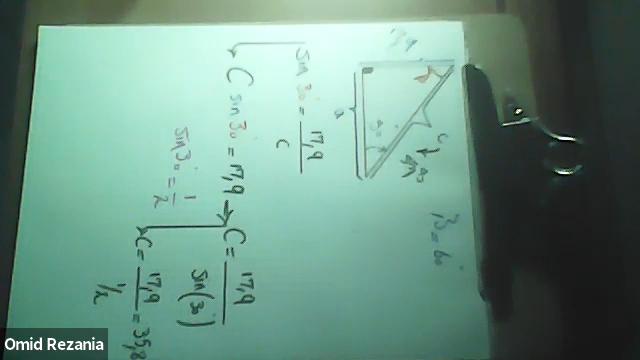 β = 60°
c
a
30°
sin 30° = 17,9 / c
C sin 30° = 17,9 → C = 17,9 / sin(30°)
sin 30° = 1/2
C = 17,9 / 1/2 = 35,8
Omid Rezania